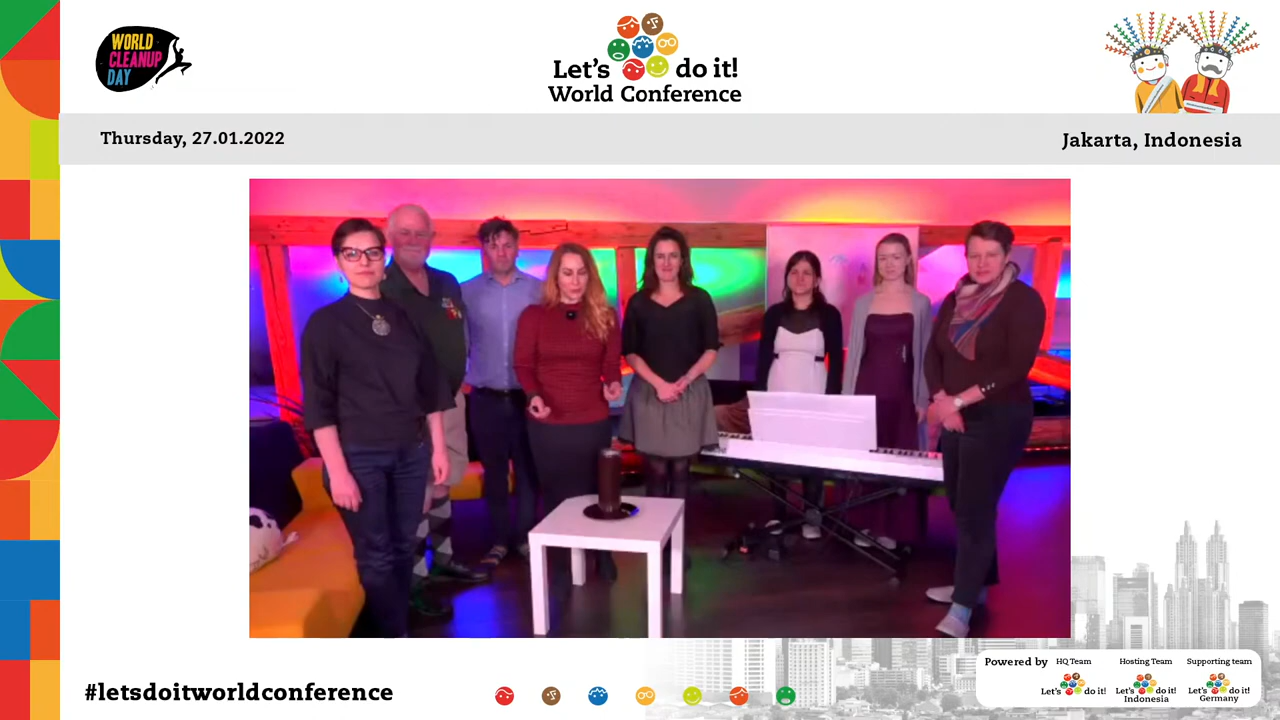 WORLD
CLEANUP
DAY
Let's do it!
World Conference
Thursday, 27.01.2022
Jakarta, Indonesia
#letsdoitworldconference
Powered by
HQ Team
Hosting Team
Supporting team
Let's do it!
Let's do it!
Indonesia
Let's do it!
Germany